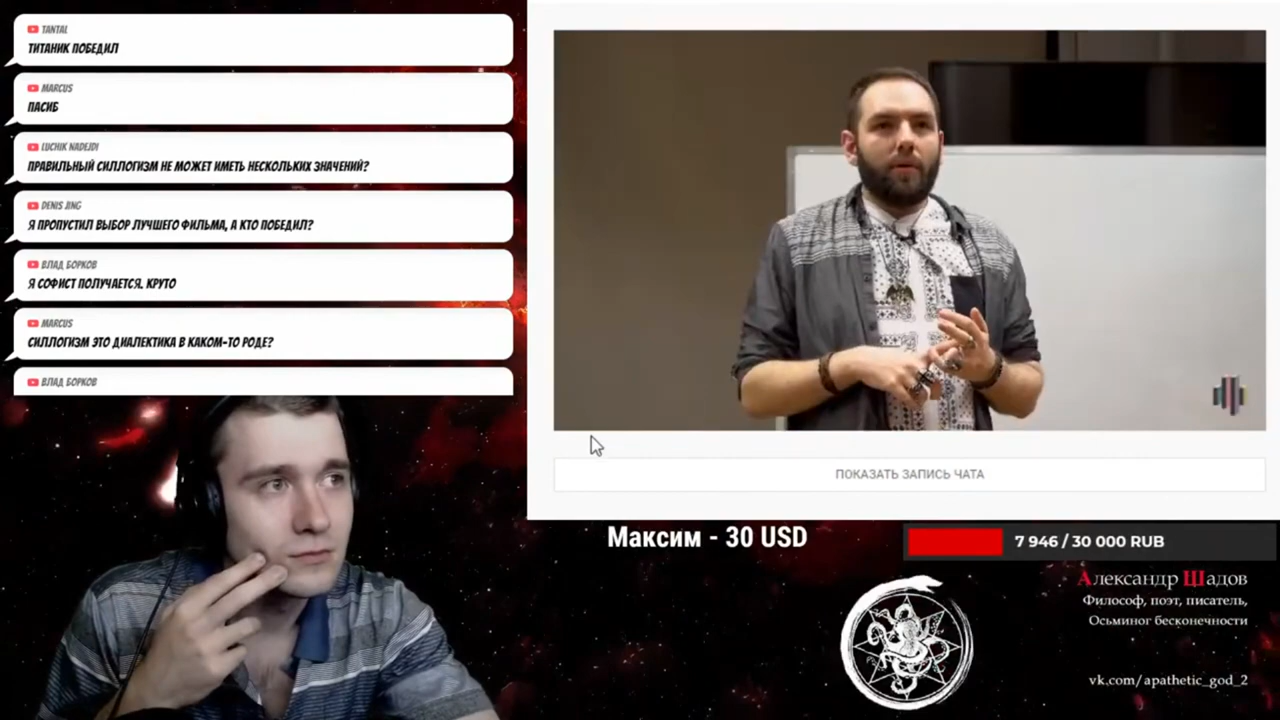 TANTAL
ТИТАНИК ПОБЕДИЛ
MARCUS
ПАСИБ
LUCHIK NADEJDI
ПРАВИЛЬНЫЙ СИЛЛОГИЗМ НЕ МОЖЕТ ИМЕТЬ НЕСКОЛЬКИХ ЗНАЧЕНИЙ?
DENIS JING
Я ПРОПУСТИЛ ВЫБОР ЛУЧШЕГО ФИЛЬМА, А КТО ПОБЕДИЛ?
ВЛАД БОРКОВ
Я СОФИСТ ПОЛУЧАЕТСЯ. КРУТО
MARCUS
СИЛЛОГИЗМ ЭТО ДИАЛЕКТИКА В КАКОМ-ТО РОДЕ?
ВЛАД БОРКОВ
ПОКАЗАТЬ ЗАПИСЬ ЧАТА
Максим - 30 USD
7 946 / 30 000 RUB
Александр Шадов
Философ, поэт, писатель,
Осьминог бесконечности
vk.com/apathetic_god_2